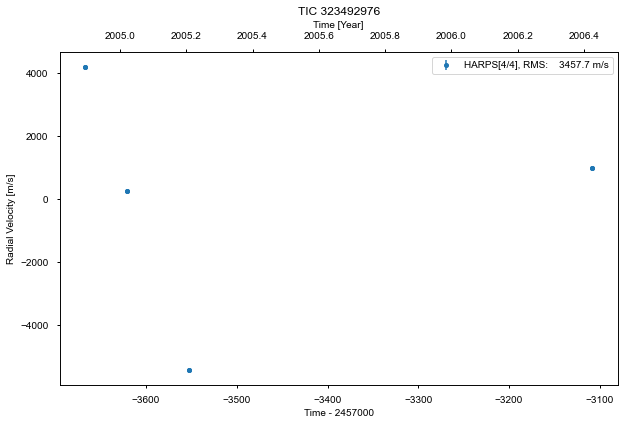 TIC 323492976
Time [Year]
2005.0 2005.2 2005.4 2005.6 2005.8 2006.0 2006.2 2006.4
HARPS[4/4], RMS: 3457.7 m/s
Radial Velocity [m/s]
4000
2000
0
−2000
−4000
−3600 −3500 −3400 −3300 −3200 −3100
Time - 2457000